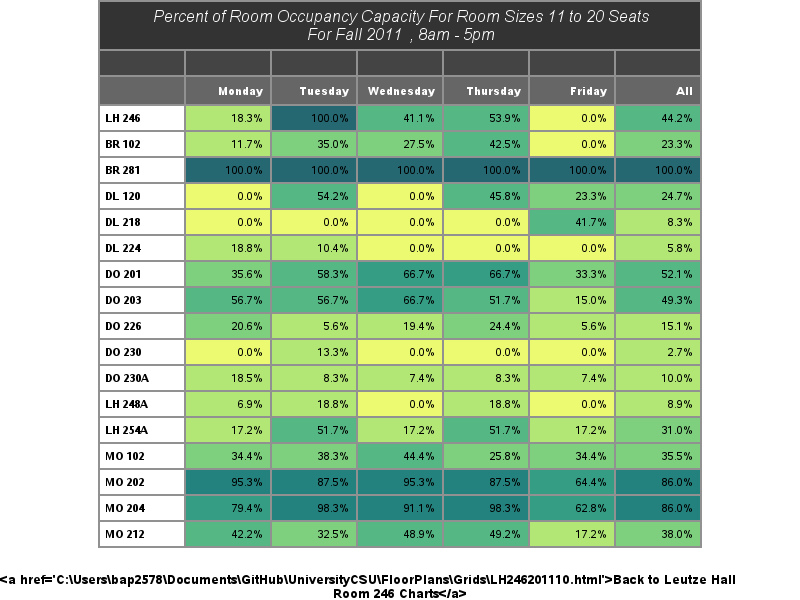 Percent of Room Occupancy Capacity For Room Sizes 11 to 20 Seats
For Fall 2011 , 8am - 5pm
Monday Tuesday Wednesday Thursday Friday All
LH 246 18.3% 100.0% 41.1% 53.9% 0.0% 44.2%
BR 102 11.7% 35.0% 27.5% 42.5% 0.0% 23.3%
BR 281 100.0% 100.0% 100.0% 100.0% 100.0% 100.0%
DL 120 0.0% 54.2% 0.0% 45.8% 23.3% 24.7%
DL 218 0.0% 0.0% 0.0% 0.0% 41.7% 8.3%
DL 224 18.8% 10.4% 0.0% 0.0% 0.0% 5.8%
DO 201 35.6% 58.3% 66.7% 66.7% 33.3% 52.1%
DO 203 56.7% 56.7% 66.7% 51.7% 15.0% 49.3%
DO 226 20.6% 5.6% 19.4% 24.4% 5.6% 15.1%
DO 230 0.0% 13.3% 0.0% 0.0% 0.0% 2.7%
DO 230A 18.5% 8.3% 7.4% 8.3% 7.4% 10.0%
LH 248A 6.9% 18.8% 0.0% 18.8% 0.0% 8.9%
LH 254A 17.2% 51.7% 17.2% 51.7% 17.2% 31.0%
MO 102 34.4% 38.3% 44.4% 25.8% 34.4% 35.5%
MO 202 95.3% 87.5% 95.3% 87.5% 64.4% 86.0%
MO 204 79.4% 98.3% 91.1% 98.3% 62.8% 86.0%
MO 212 42.2% 32.5% 48.9% 49.2% 17.2% 38.0%
<a href='C:\Users\bap2578\Documents\GitHub\UniversityCSU\FloorPlans\Grids\LH246201110.html'>Back to Leutze Hall
Room 246 Charts</a>